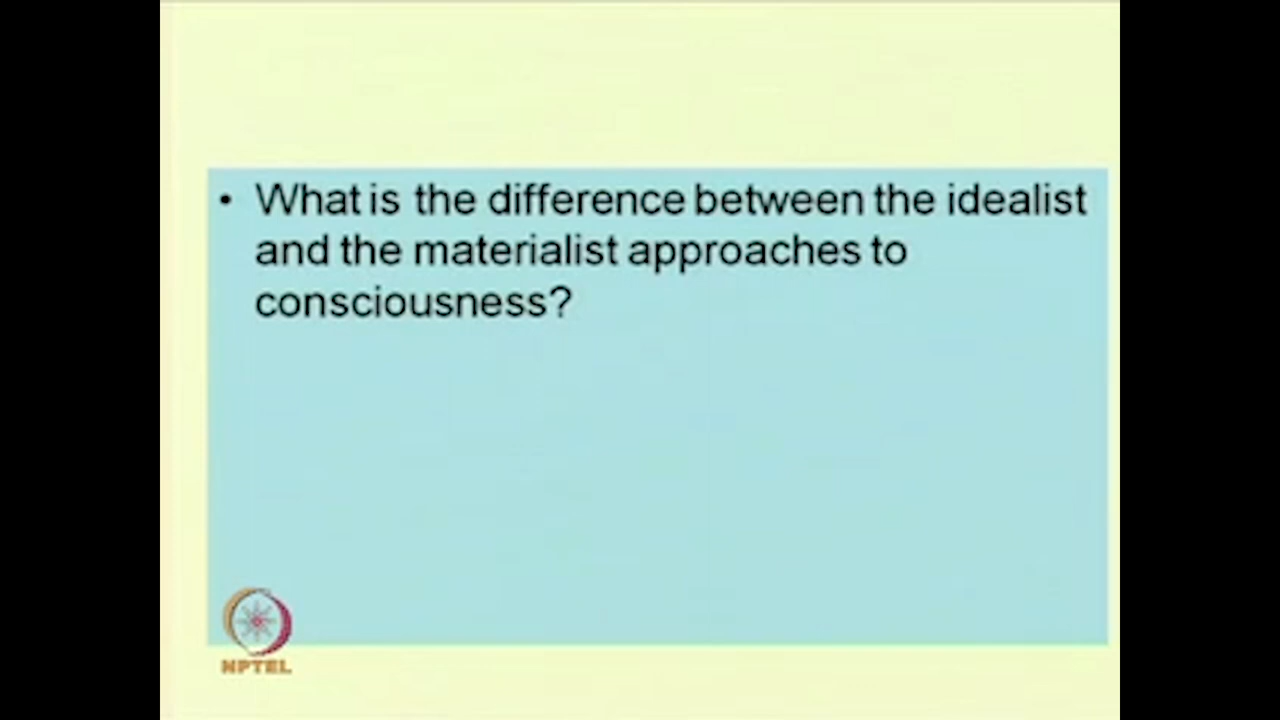 • What is the difference between the idealist
and the materialist approaches to
consciousness?
NPTEL